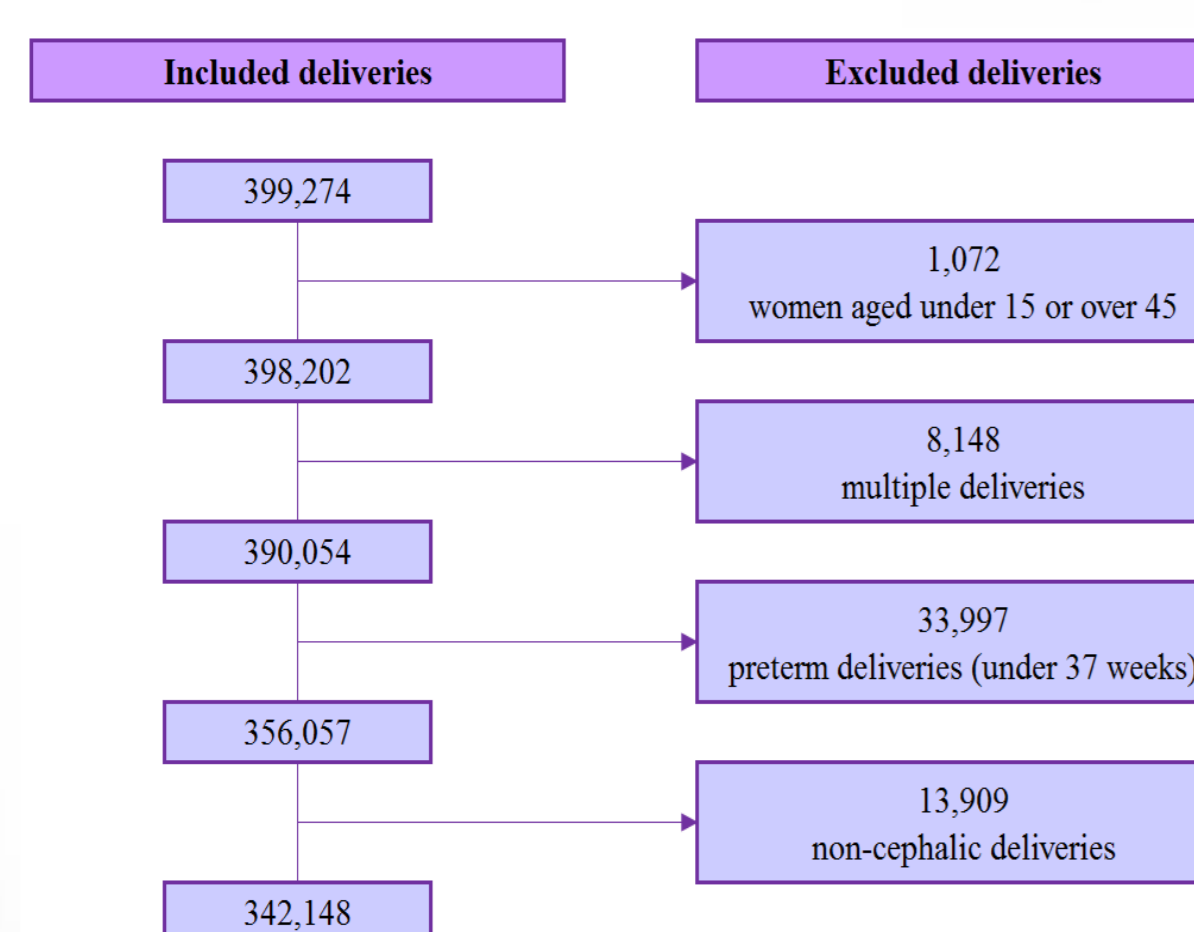 Included deliveries
Excluded deliveries
399,274
1,072
women aged under 15 or over 45
398,202
8,148
multiple deliveries
390,054
33,997
preterm deliveries (under 37 weeks)
356,057
13,909
non-cephalic deliveries
342,148